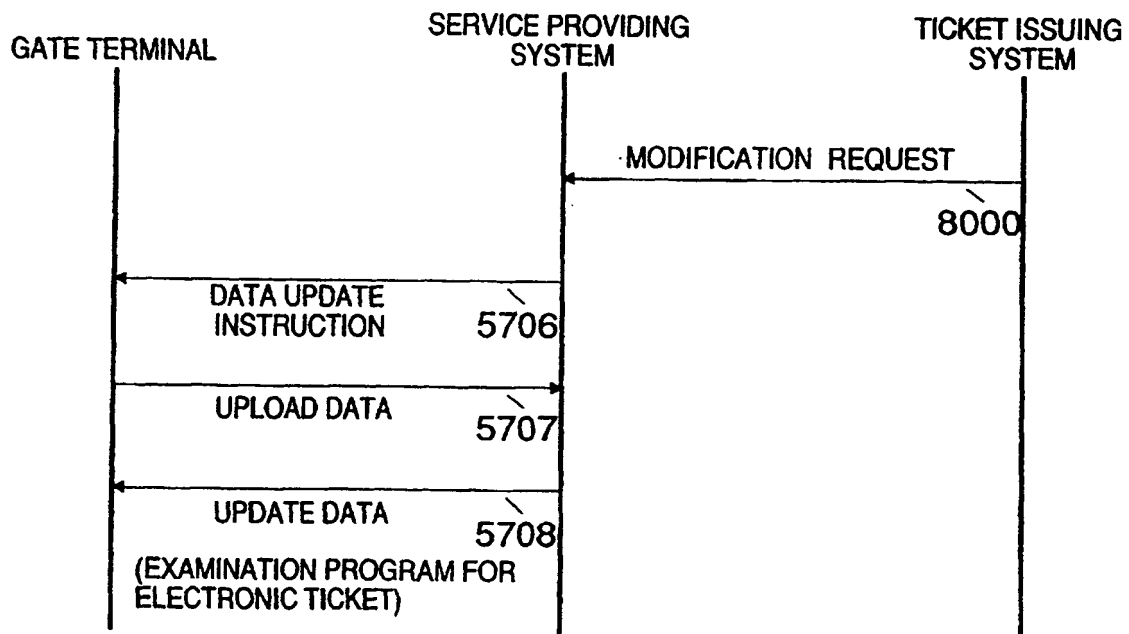 GATE TERMINAL
SERVICE PROVIDING
SYSTEM
TICKET ISSUING
SYSTEM
MODIFICATION REQUEST
8000
DATA UPDATE
INSTRUCTION
5706
UPLOAD DATA
5707
UPDATE DATA
5708
(EXAMINATION PROGRAM FOR
ELECTRONIC TICKET)